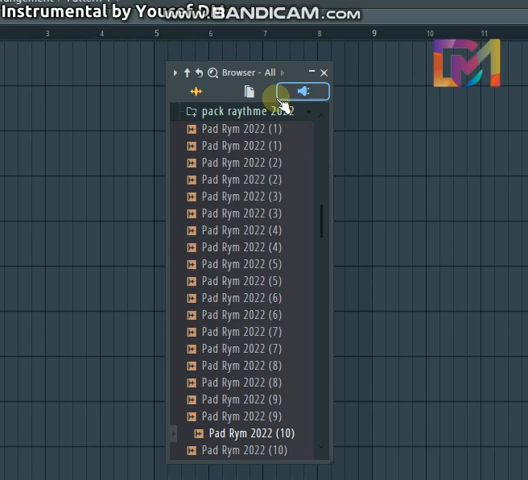 Instrumental by Youssef DM
www.BANDICAM.com
3 4 5 6 7 8 9 10 11
Browser - All
pack raythme 2022
Pad Rym 2022 (1)
Pad Rym 2022 (1)
Pad Rym 2022 (2)
Pad Rym 2022 (2)
Pad Rym 2022 (3)
Pad Rym 2022 (3)
Pad Rym 2022 (4)
Pad Rym 2022 (4)
Pad Rym 2022 (5)
Pad Rym 2022 (5)
Pad Rym 2022 (6)
Pad Rym 2022 (6)
Pad Rym 2022 (7)
Pad Rym 2022 (7)
Pad Rym 2022 (8)
Pad Rym 2022 (8)
Pad Rym 2022 (9)
Pad Rym 2022 (9)
Pad Rym 2022 (10)
Pad Rym 2022 (10)
DM